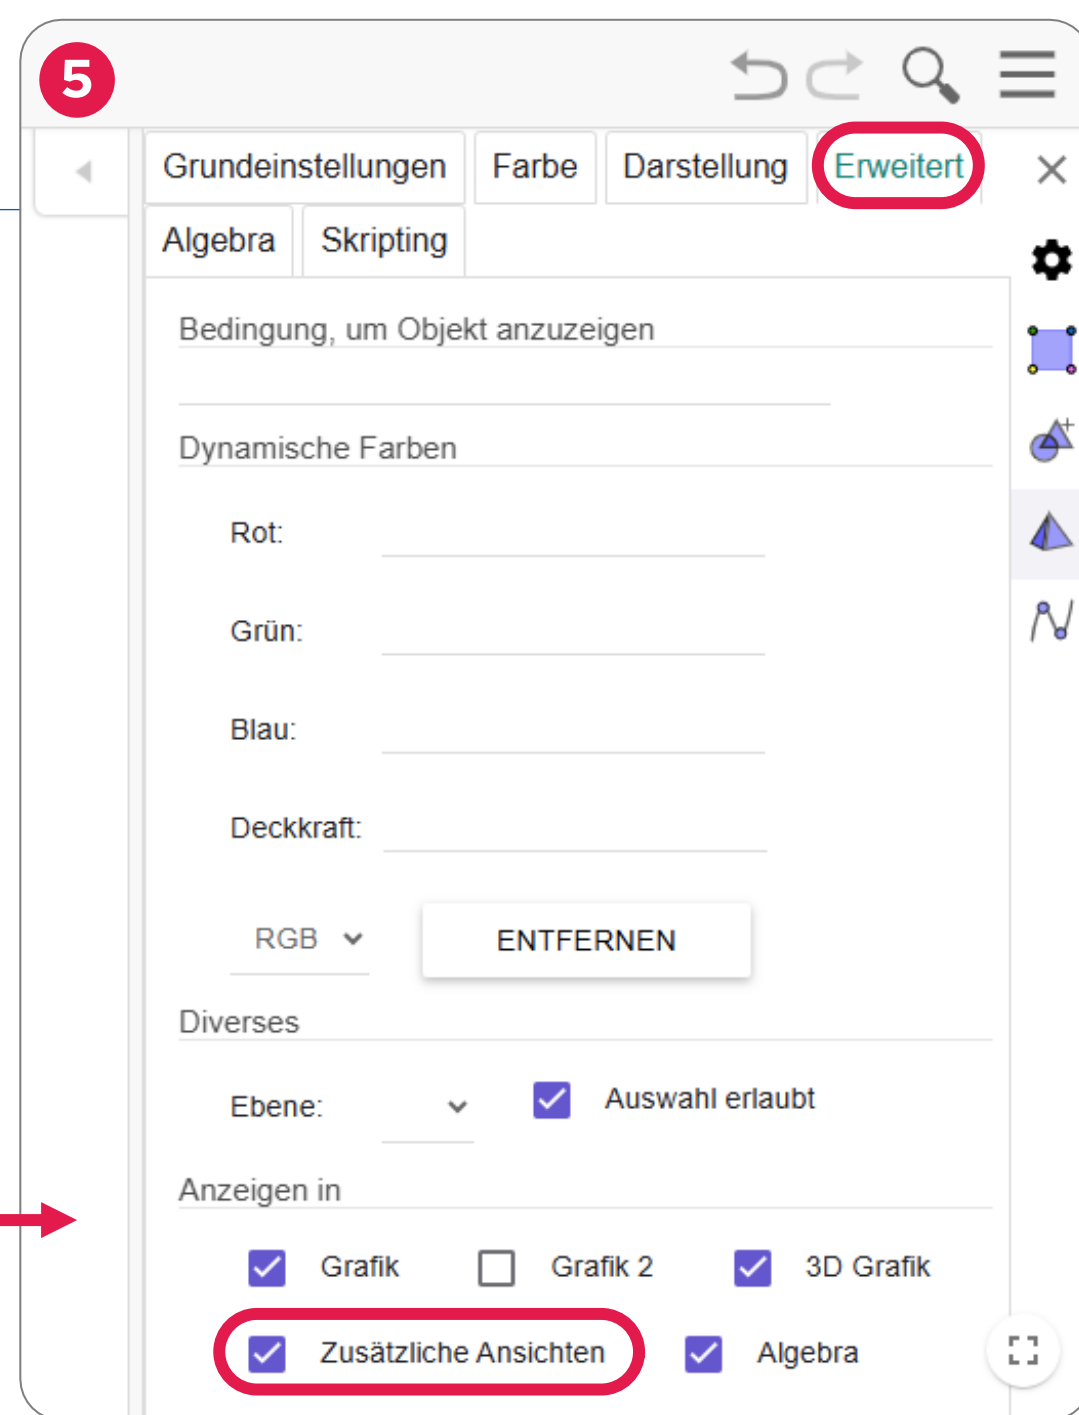 5
Grundeinstellungen Farbe Darstellung Erweitert
Algebra Skripting
Bedingung, um Objekt anzuzeigen
Dynamische Farben
Rot:
Grün:
Blau:
Deckkraft:
RGB ENTFERNEN
Diverses
Ebene: Auswahl erlaubt
Anzeigen in
Grafik Grafik 2 3D Grafik
Zusätzliche Ansichten Algebra